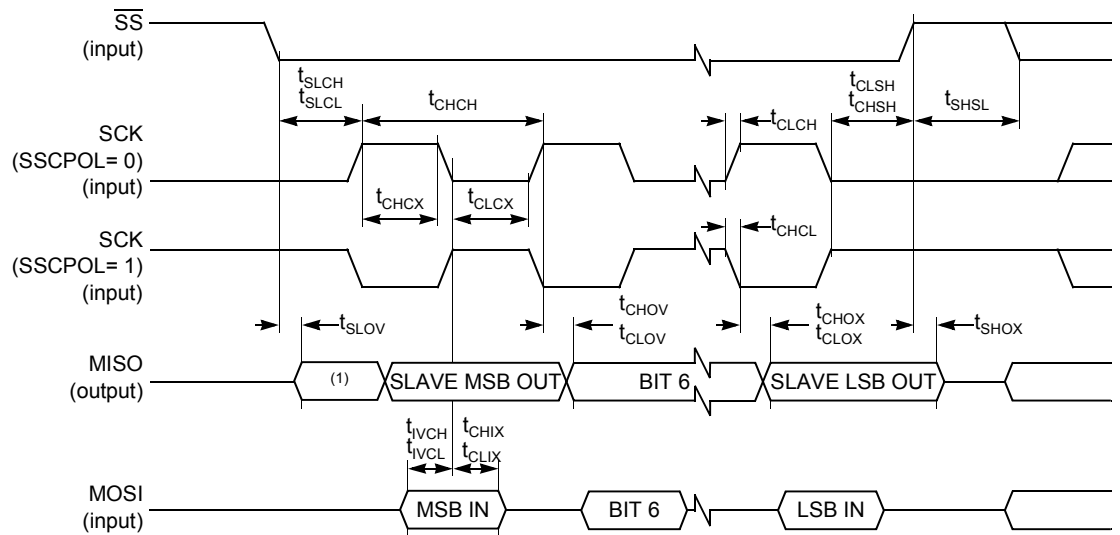 SS
(input)
tSLCH
tSLCL
tCHCH
tCLCH
tCLSH
tCHSH
tSHSL
SCK
(SSCPOL= 0)
(input)
tCHCX
tCLCX
tCHCL
SCK
(SSCPOL= 1)
(input)
tSLOV
tCHOV
tCLOV
tCHOX
tCLOX
tSHOX
MISO
(output)
(1)
SLAVE MSB OUT
BIT 6
SLAVE LSB OUT
tIVCH
tIVCL
tCHIX
tCLIX
MOSI
(input)
MSB IN
BIT 6
LSB IN